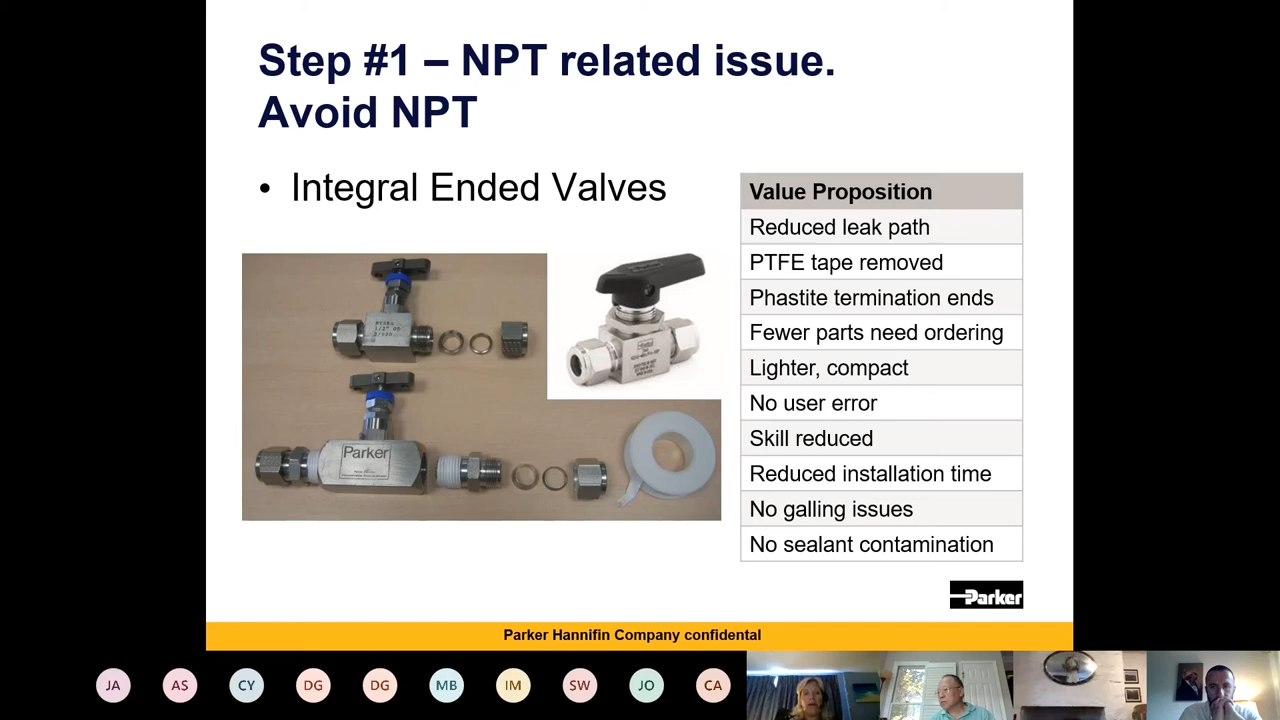 Step #1 – NPT related issue.
Avoid NPT
• Integral Ended Valves
Value Proposition
Reduced leak path
PTFE tape removed
Phastite termination ends
Fewer parts need ordering
Lighter, compact
No user error
Skill reduced
Reduced installation time
No galling issues
No sealant contamination
Parker
Parker
Parker Hannifin Company confidental
JA AS CY DG DG MB IM SW JO CA